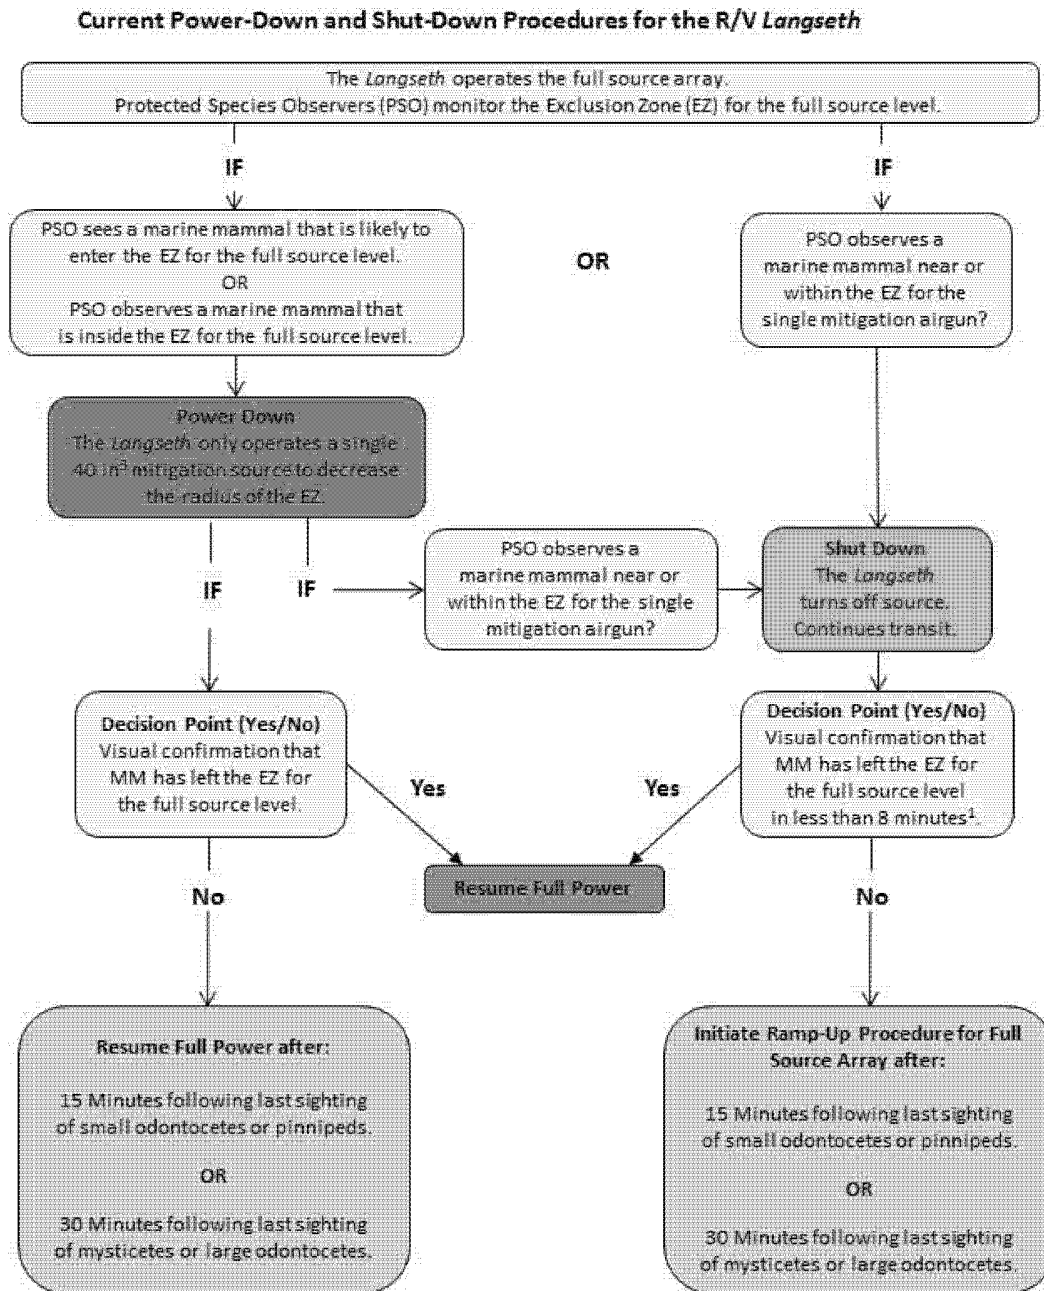 Current Power-Down and Shut-Down Procedures for the R/V Langseth
The Langseth operates the full source array.
Protected Species Observers (PSO) monitor the Exclusion Zone (EZ) for the full source level.
IF
IF
PSO sees a marine mammal that is likely to
enter the EZ for the full source level.
OR
PSO observes a marine mammal that
is inside the EZ for the full source level.
OR
PSO observes a
marine mammal near or
within the EZ for the
single mitigation airgun?
Power Down
The Langseth only operates a single
40 in³ mitigation source to decrease
the radius of the EZ.
IF
IF
PSO observes a
marine mammal near or
within the EZ for the single
mitigation airgun?
Shut Down
The Langseth
turns off source.
Continues transit.
Decision Point (Yes/No)
Visual confirmation that
MM has left the EZ for
the full source level.
Yes
Yes
Decision Point (Yes/No)
Visual confirmation that
MM has left the EZ for
the full source level
in less than 8 minutes¹.
Resume Full Power
No
No
Resume Full Power after:
15 Minutes following last sighting
of small odontocetes or pinnipeds.
OR
30 Minutes following last sighting
of mysticetes or large odontocetes.
Initiate Ramp-Up Procedure for Full
Source Array after:
15 Minutes following last sighting
of small odontocetes or pinnipeds.
OR
30 Minutes following last sighting
of mysticetes or large odontocetes.